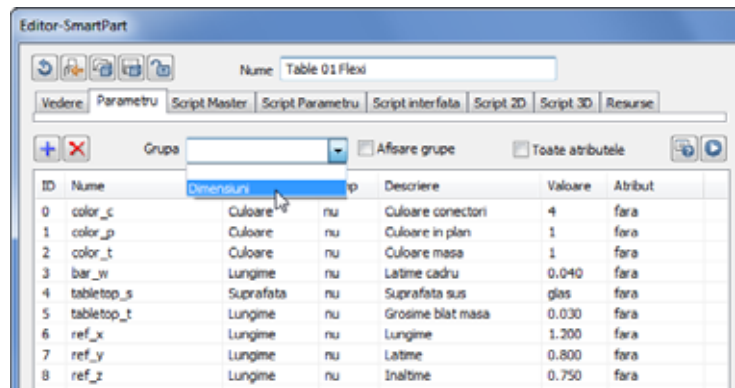 Editor-SmartPart
Nume Table 01 Flexi
Vedere Parametru Script Master Script Parametru Script interfata Script 2D Script 3D Resurse
Grupa Afisare grupe Toate atributele
Dimensiuni
ID Nume Descriere Valoare Atribut
0 color_c Culoare nu Culoare conectori 4 fara
1 color_p Culoare nu Culoare in plan 1 fara
2 color_t Culoare nu Culoare masa 1 fara
3 bar_w Lungime nu Latime cadru 0.040 fara
4 tabletop_s Suprafata nu Suprafata sus glas fara
5 tabletop_t Lungime nu Grosime blat masa 0.030 fara
6 ref_x Lungime nu Lungime 1.200 fara
7 ref_y Lungime nu Latime 0.800 fara
8 ref_z Lungime nu Inaltime 0.750 fara